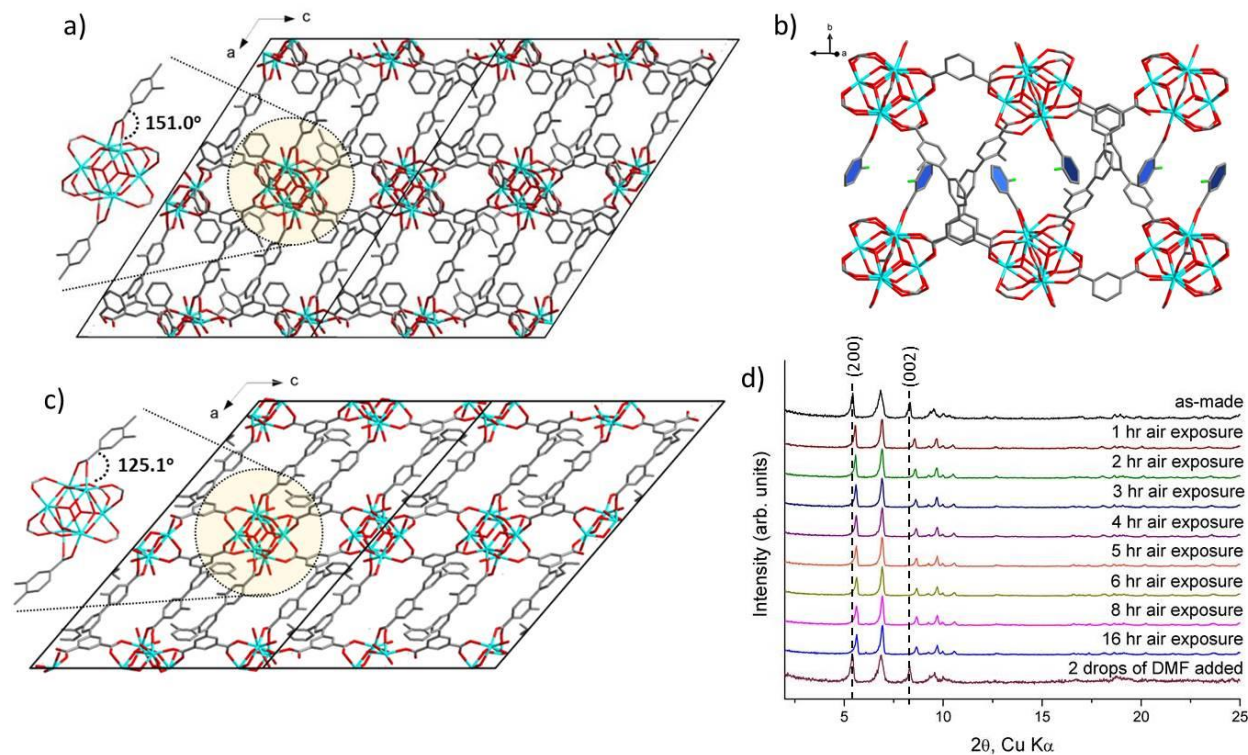 a)
c
a
151.0°
b)
b
a
c)
c
a
125.1°
d)
(200)
(002)
as-made
1 hr air exposure
2 hr air exposure
3 hr air exposure
4 hr air exposure
5 hr air exposure
6 hr air exposure
8 hr air exposure
16 hr air exposure
2 drops of DMF added
Intensity (arb. units)
5 10 15 20 25
2θ, Cu Kα